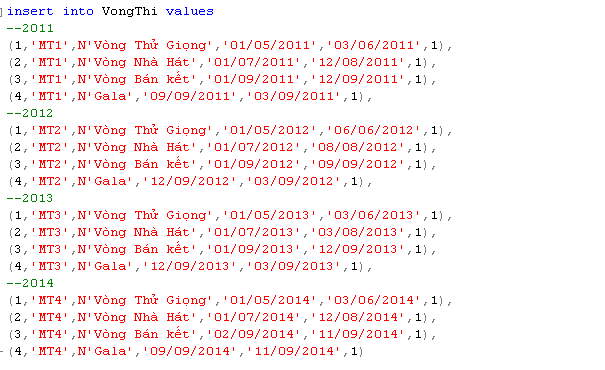 insert into VongThi values
--2011
(1,'MT1',N'Vòng Thử Giọng','01/05/2011','03/06/2011',1),
(2,'MT1',N'Vòng Nhà Hát','01/07/2011','12/08/2011',1),
(3,'MT1',N'Vòng Bán kết','01/09/2011','12/09/2011',1),
(4,'MT1',N'Gala','09/09/2011','03/09/2011',1),
--2012
(1,'MT2',N'Vòng Thử Giọng','01/05/2012','06/06/2012',1),
(2,'MT2',N'Vòng Nhà Hát','01/07/2012','08/08/2012',1),
(3,'MT2',N'Vòng Bán kết','01/09/2012','09/09/2012',1),
(4,'MT2',N'Gala','12/09/2012','03/09/2012',1),
--2013
(1,'MT3',N'Vòng Thử Giọng','01/05/2013','03/06/2013',1),
(2,'MT3',N'Vòng Nhà Hát','01/07/2013','03/08/2013',1),
(3,'MT3',N'Vòng Bán kết','01/09/2013','12/09/2013',1),
(4,'MT3',N'Gala','12/09/2013','03/09/2013',1),
--2014
(1,'MT4',N'Vòng Thử Giọng','01/05/2014','03/06/2014',1),
(2,'MT4',N'Vòng Nhà Hát','01/07/2014','12/08/2014',1),
(3,'MT4',N'Vòng Bán kết','02/09/2014','11/09/2014',1),
(4,'MT4',N'Gala','09/09/2014','11/09/2014',1)